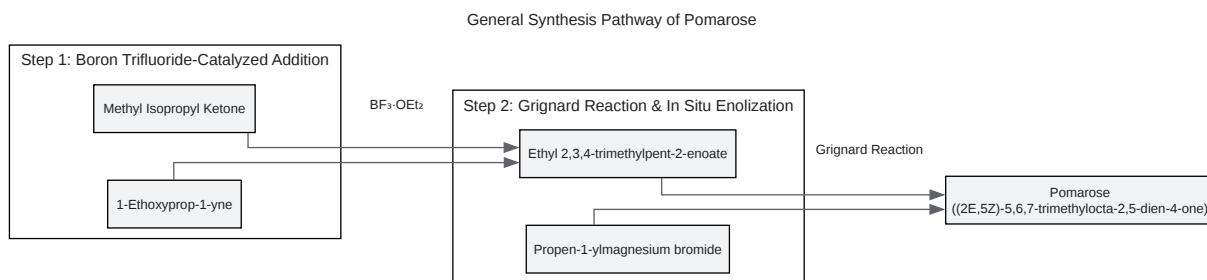 General Synthesis Pathway of Pomarose
Step 1: Boron Trifluoride-Catalyzed Addition
Methyl Isopropyl Ketone
1-Ethoxyprop-1-yne
BF₃·OEt₂
Step 2: Grignard Reaction & In Situ Enolization
Ethyl 2,3,4-trimethylpent-2-enoate
Propen-1-ylmagnesium bromide
Grignard Reaction
Pomarose
((2E,5Z)-5,6,7-trimethylocta-2,5-dien-4-one)